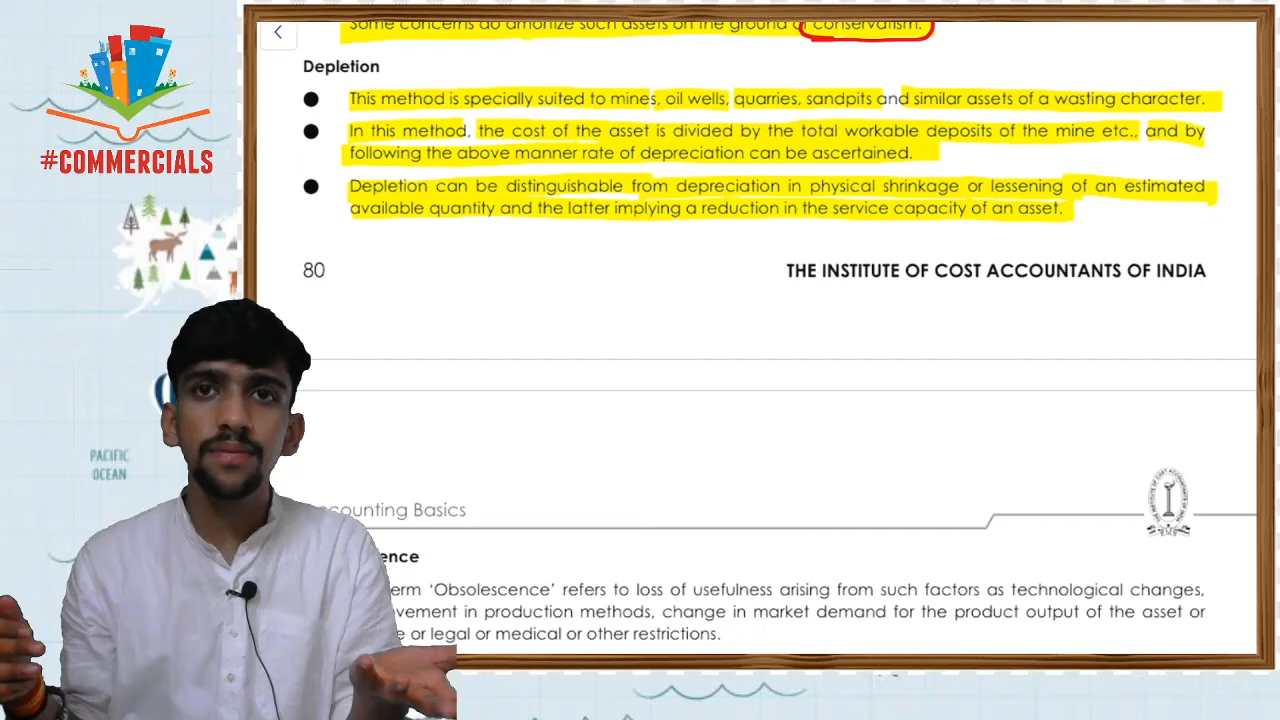 Some concerns do amortize such assets on the ground of conservatism.
#COMMERCIALS
Depletion
● This method is specially suited to mines, oil wells, quarries, sandpits and similar assets of a wasting character.
● In this method, the cost of the asset is divided by the total workable deposits of the mine etc., and by
following the above manner rate of depreciation can be ascertained.
● Depletion can be distinguishable from depreciation in physical shrinkage or lessening of an estimated
available quantity and the latter implying a reduction in the service capacity of an asset.
80
THE INSTITUTE OF COST ACCOUNTANTS OF INDIA
PACIFIC
OCEAN
counting Basics
ence
erm ‘Obsolescence’ refers to loss of usefulness arising from such factors as technological changes,
vement in production methods, change in market demand for the product output of the asset or
e or legal or medical or other restrictions.